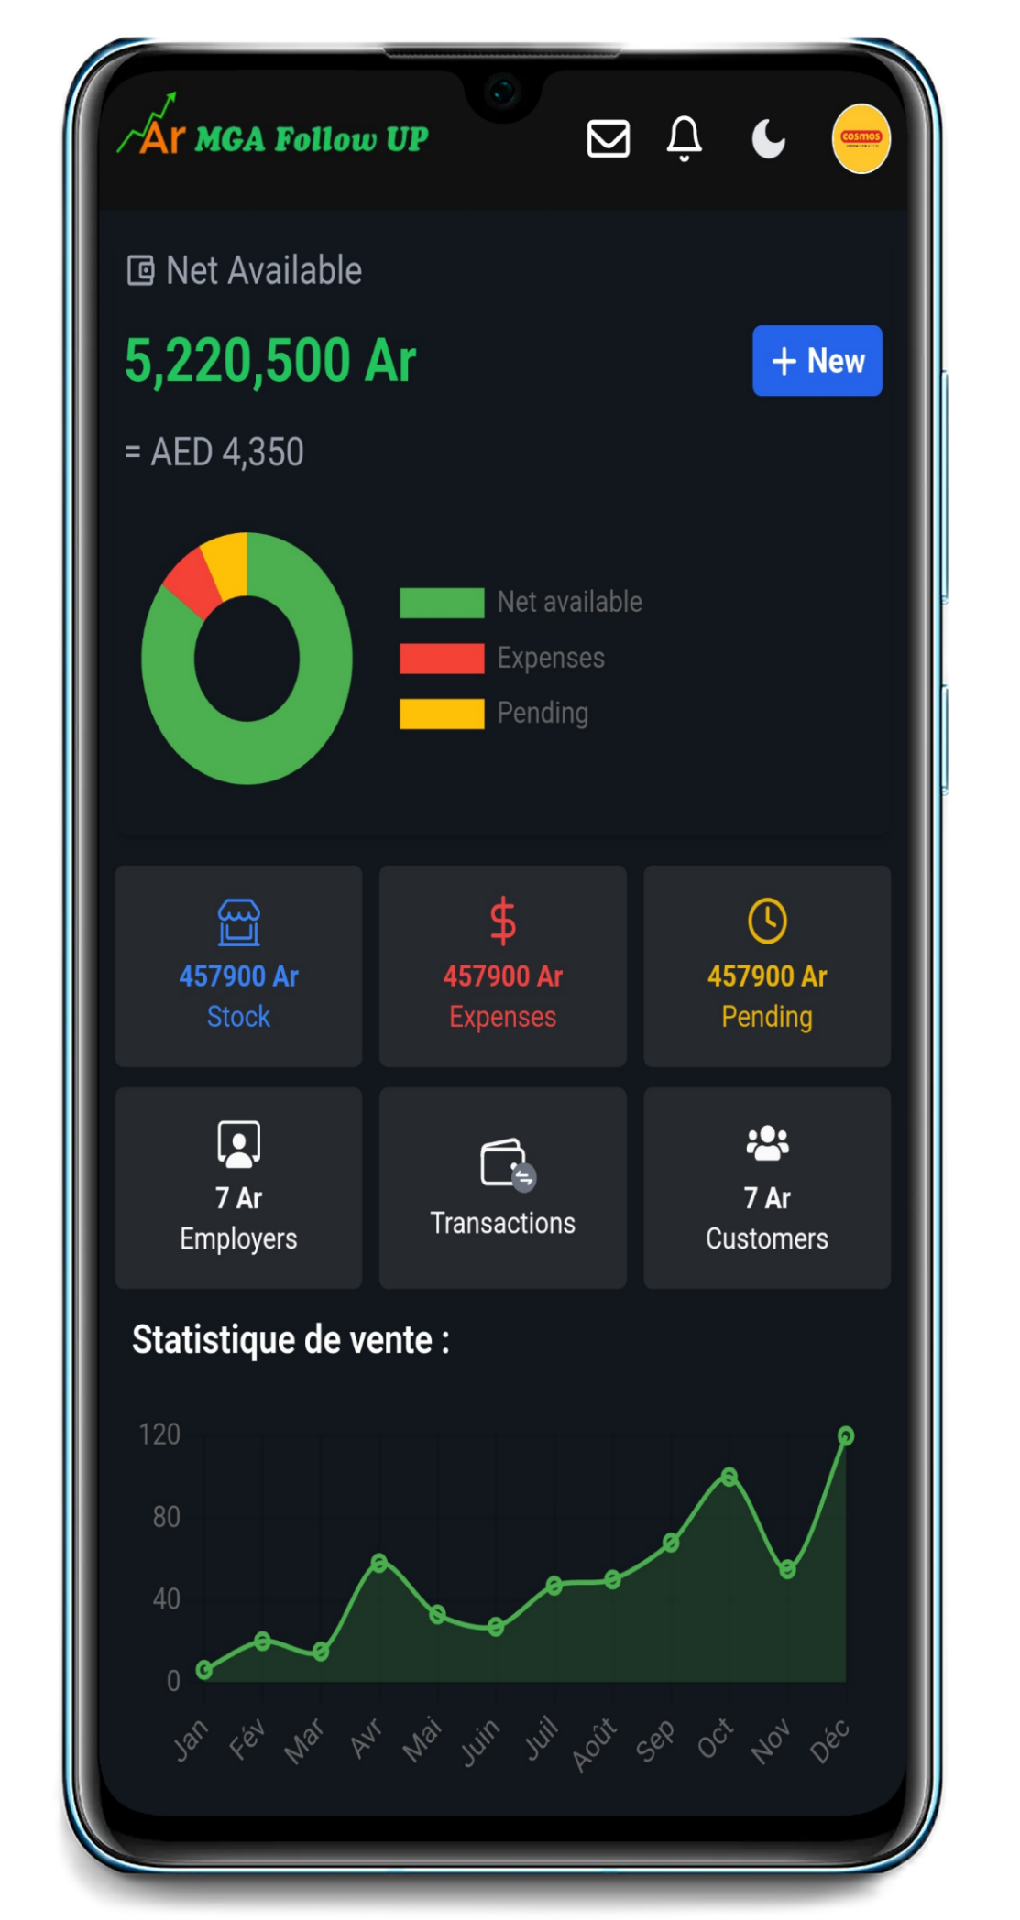 Ar MGA Follow UP
cosmos
Net Available
5,220,500 Ar
+ New
= AED 4,350
Net available
Expenses
Pending
457900 Ar
Stock
457900 Ar
Expenses
457900 Ar
Pending
7 Ar
Employers
Transactions
7 Ar
Customers
Statistique de vente :
120
80
40
0
Jan Fév Mar Avr Mai Juin Juil Août Sep Oct Nov Déc